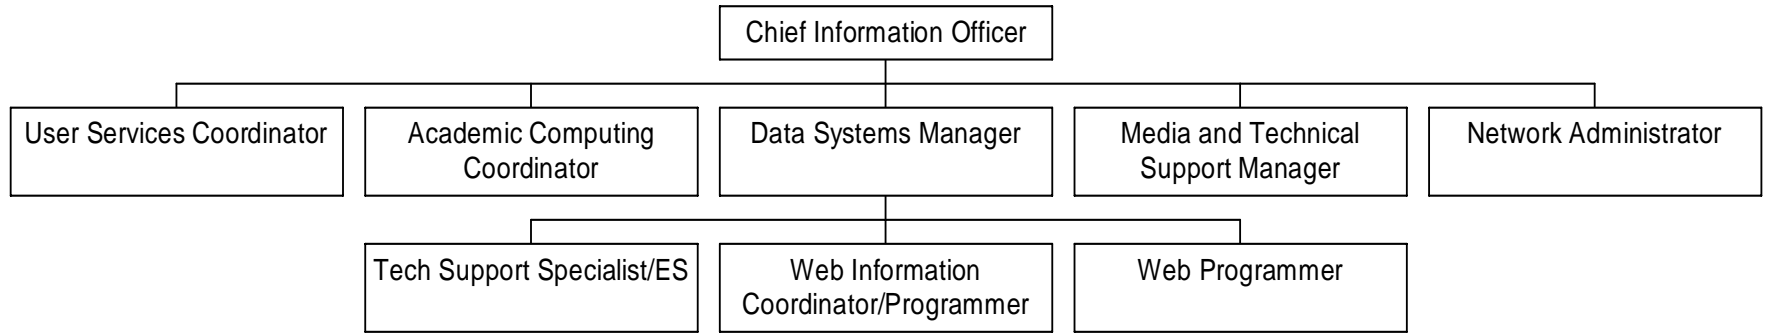 Chief Information Officer
User Services Coordinator
Academic Computing
Coordinator
Data Systems Manager
Media and Technical
Support Manager
Network Administrator
Tech Support Specialist/ES
Web Information
Coordinator/Programmer
Web Programmer